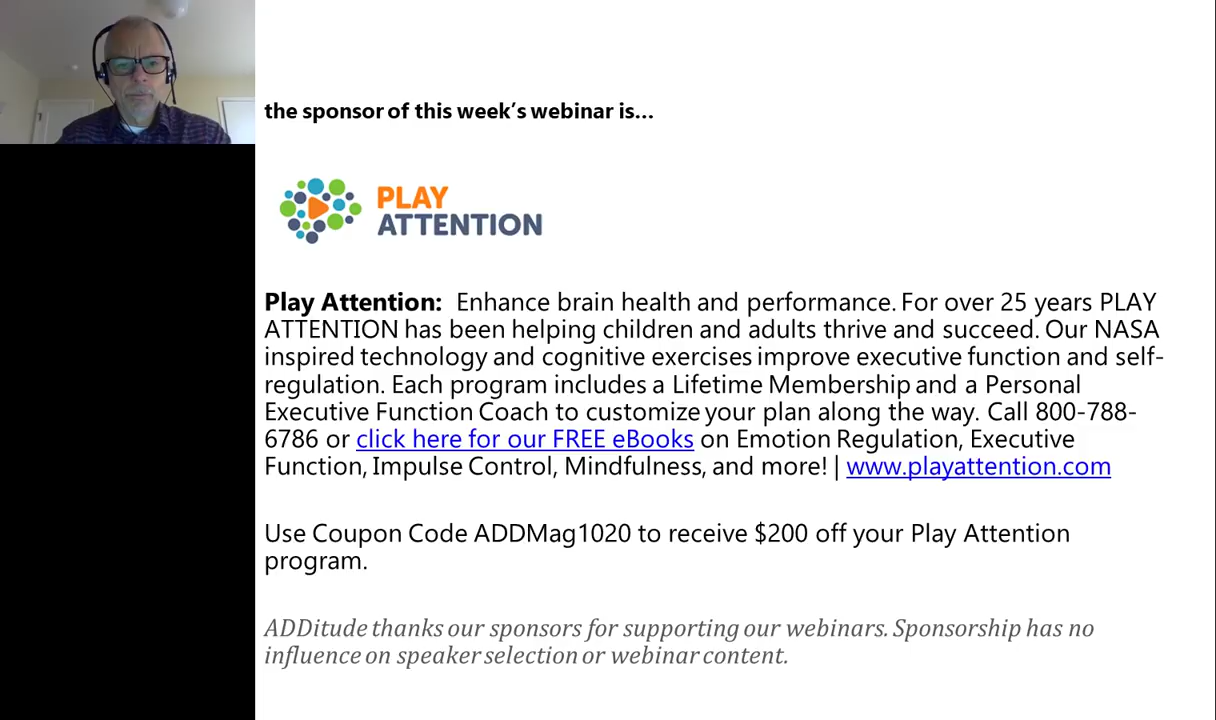 the sponsor of this week's webinar is...
PLAY
ATTENTION
Play Attention: Enhance brain health and performance. For over 25 years PLAY
ATTENTION has been helping children and adults thrive and succeed. Our NASA
inspired technology and cognitive exercises improve executive function and self-
regulation. Each program includes a Lifetime Membership and a Personal
Executive Function Coach to customize your plan along the way. Call 800-788-
6786 or click here for our FREE eBooks on Emotion Regulation, Executive
Function, Impulse Control, Mindfulness, and more! | www.playattention.com
Use Coupon Code ADDMag1020 to receive $200 off your Play Attention
program.
ADDitude thanks our sponsors for supporting our webinars. Sponsorship has no
influence on speaker selection or webinar content.